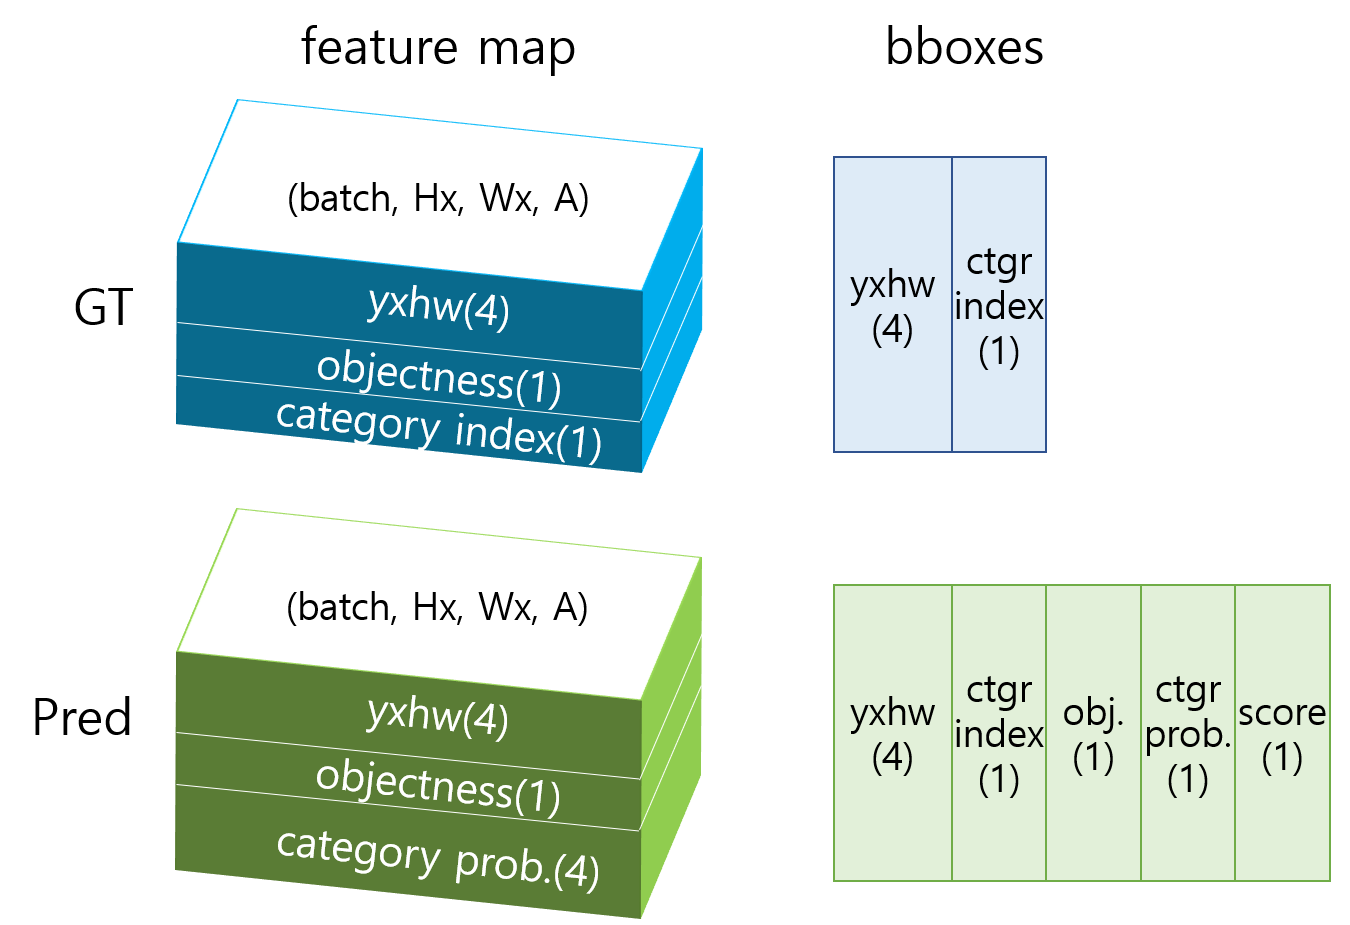 feature map
bboxes
GT
(batch, Hx, Wx, A)
yxhw(4)
objectness(1)
category index(1)
yxhw
(4)
ctgr
index
(1)
Pred
(batch, Hx, Wx, A)
yxhw(4)
objectness(1)
category prob.(4)
yxhw
(4)
ctgr
index
(1)
obj.
(1)
ctgr
prob.
(1)
score
(1)